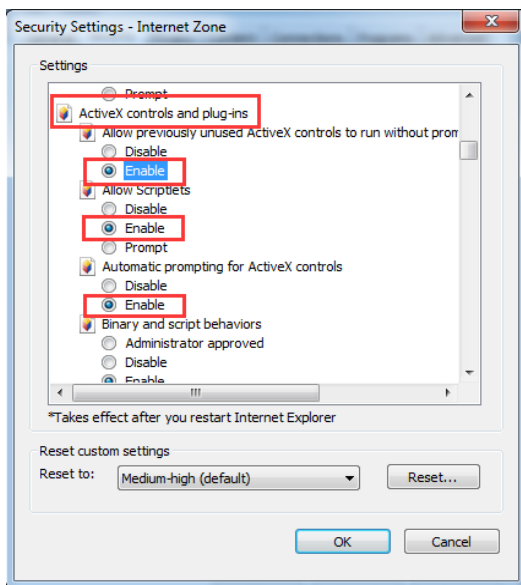 Security Settings - Internet Zone
Settings
Prompt
ActiveX controls and plug-ins
Allow previously unused ActiveX controls to run without prom
Disable
Enable
Allow Scriptlets
Disable
Enable
Prompt
Automatic prompting for ActiveX controls
Disable
Enable
Binary and script behaviors
Administrator approved
Disable
Enable
*Takes effect after you restart Internet Explorer
Reset custom settings
Reset to: Medium-high (default) Reset...
OK Cancel